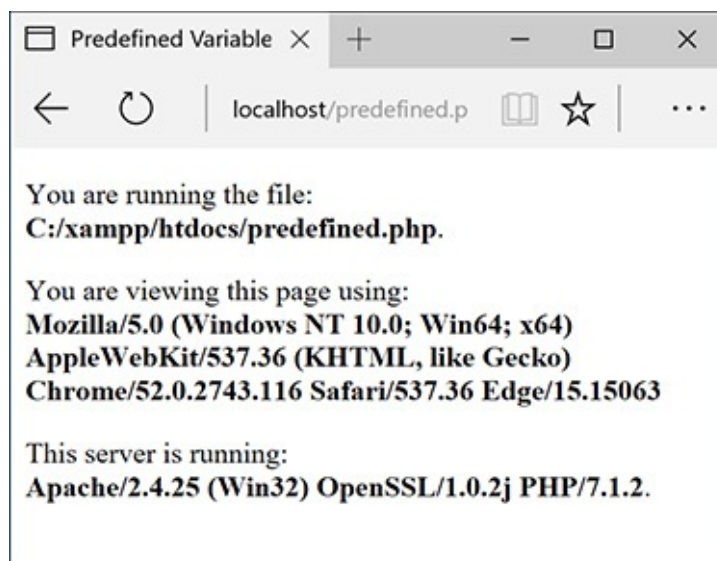 Predefined Variable
localhost/predefined.p
You are running the file:
C:/xampp/htdocs/predefined.php.
You are viewing this page using:
Mozilla/5.0 (Windows NT 10.0; Win64; x64)
AppleWebKit/537.36 (KHTML, like Gecko)
Chrome/52.0.2743.116 Safari/537.36 Edge/15.15063
This server is running:
Apache/2.4.25 (Win32) OpenSSL/1.0.2j PHP/7.1.2.